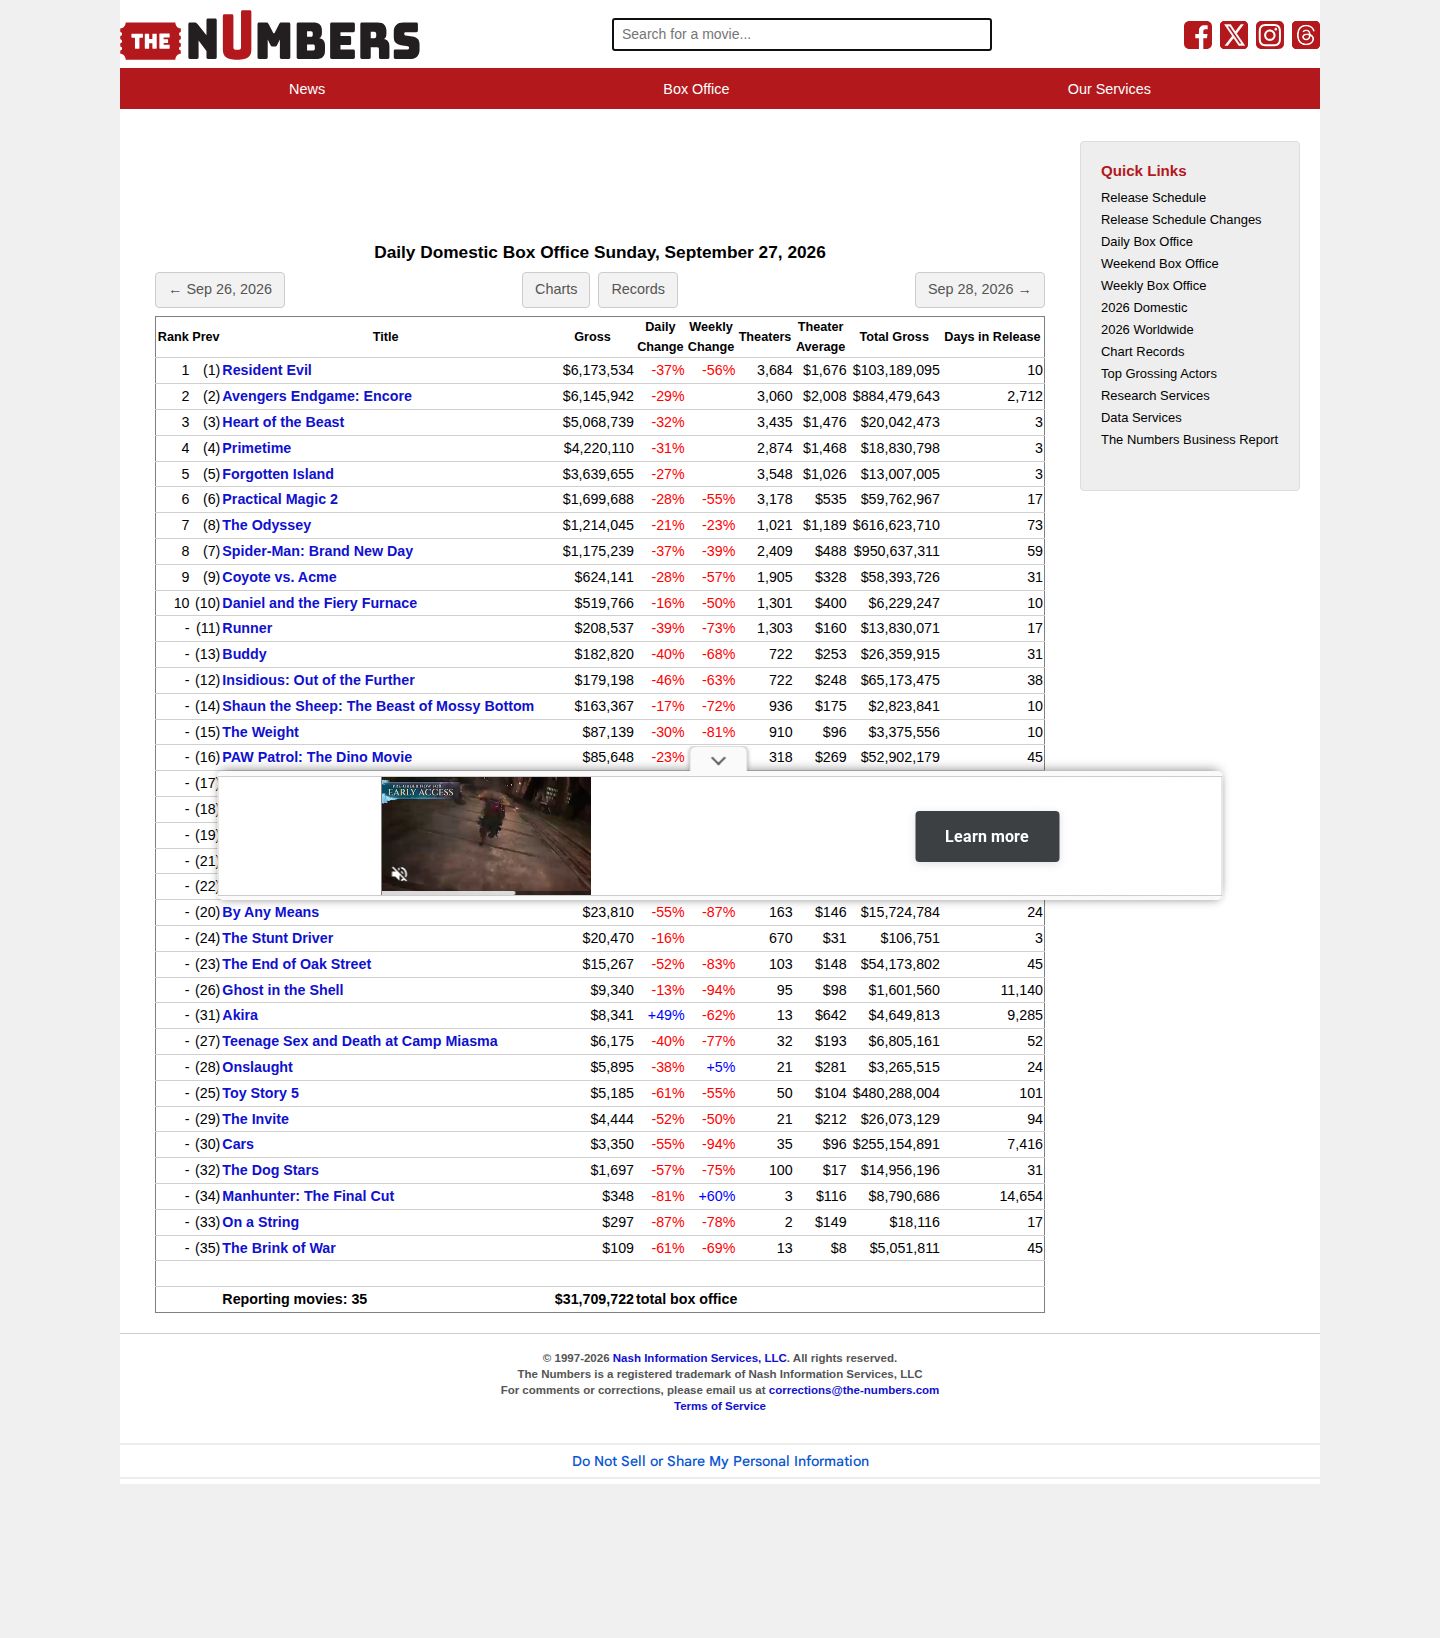 THE NUMBERS
Search for a movie...
News Box Office Our Services
Quick Links
Release Schedule
Release Schedule Changes
Daily Box Office
Weekend Box Office
Weekly Box Office
2026 Domestic
2026 Worldwide
Chart Records
Top Grossing Actors
Research Services
Data Services
The Numbers Business Report
Daily Domestic Box Office Sunday, September 27, 2026
← Sep 26, 2026 Charts Records Sep 28, 2026 →
Rank Prev Title Gross Daily Change Weekly Change Theaters Theater Average Total Gross Days in Release
1 (1) Resident Evil $6,173,534 -37% -56% 3,684 $1,676 $103,189,095 10
2 (2) Avengers Endgame: Encore $6,145,942 -29% 3,060 $2,008 $884,479,643 2,712
3 (3) Heart of the Beast $5,068,739 -32% 3,435 $1,476 $20,042,473 3
4 (4) Primetime $4,220,110 -31% 2,874 $1,468 $18,830,798 3
5 (5) Forgotten Island $3,639,655 -27% 3,548 $1,026 $13,007,005 3
6 (6) Practical Magic 2 $1,699,688 -28% -55% 3,178 $535 $59,762,967 17
7 (8) The Odyssey $1,214,045 -21% -23% 1,021 $1,189 $616,623,710 73
8 (7) Spider-Man: Brand New Day $1,175,239 -37% -39% 2,409 $488 $950,637,311 59
9 (9) Coyote vs. Acme $624,141 -28% -57% 1,905 $328 $58,393,726 31
10 (10) Daniel and the Fiery Furnace $519,766 -16% -50% 1,301 $400 $6,229,247 10
- (11) Runner $208,537 -39% -73% 1,303 $160 $13,830,071 17
- (13) Buddy $182,820 -40% -68% 722 $253 $26,359,915 31
- (12) Insidious: Out of the Further $179,198 -46% -63% 722 $248 $65,173,475 38
- (14) Shaun the Sheep: The Beast of Mossy Bottom $163,367 -17% -72% 936 $175 $2,823,841 10
- (15) The Weight $87,139 -30% -81% 910 $96 $3,375,556 10
- (16) PAW Patrol: The Dino Movie $85,648 -23% 318 $269 $52,902,179 45
- (17)
- (18)
- (19)
- (21)
- (22)
EARLY ACCESS
Learn more
- (20) By Any Means $23,810 -55% -87% 163 $146 $15,724,784 24
- (24) The Stunt Driver $20,470 -16% 670 $31 $106,751 3
- (23) The End of Oak Street $15,267 -52% -83% 103 $148 $54,173,802 45
- (26) Ghost in the Shell $9,340 -13% -94% 95 $98 $1,601,560 11,140
- (31) Akira $8,341 +49% -62% 13 $642 $4,649,813 9,285
- (27) Teenage Sex and Death at Camp Miasma $6,175 -40% -77% 32 $193 $6,805,161 52
- (28) Onslaught $5,895 -38% +5% 21 $281 $3,265,515 24
- (25) Toy Story 5 $5,185 -61% -55% 50 $104 $480,288,004 101
- (29) The Invite $4,444 -52% -50% 21 $212 $26,073,129 94
- (30) Cars $3,350 -55% -94% 35 $96 $255,154,891 7,416
- (32) The Dog Stars $1,697 -57% -75% 100 $17 $14,956,196 31
- (34) Manhunter: The Final Cut $348 -81% +60% 3 $116 $8,790,686 14,654
- (33) On a String $297 -87% -78% 2 $149 $18,116 17
- (35) The Brink of War $109 -61% -69% 13 $8 $5,051,811 45
Reporting movies: 35 $31,709,722 total box office
© 1997-2026 Nash Information Services, LLC. All rights reserved.
The Numbers is a registered trademark of Nash Information Services, LLC
For comments or corrections, please email us at corrections@the-numbers.com
Terms of Service
Do Not Sell or Share My Personal Information